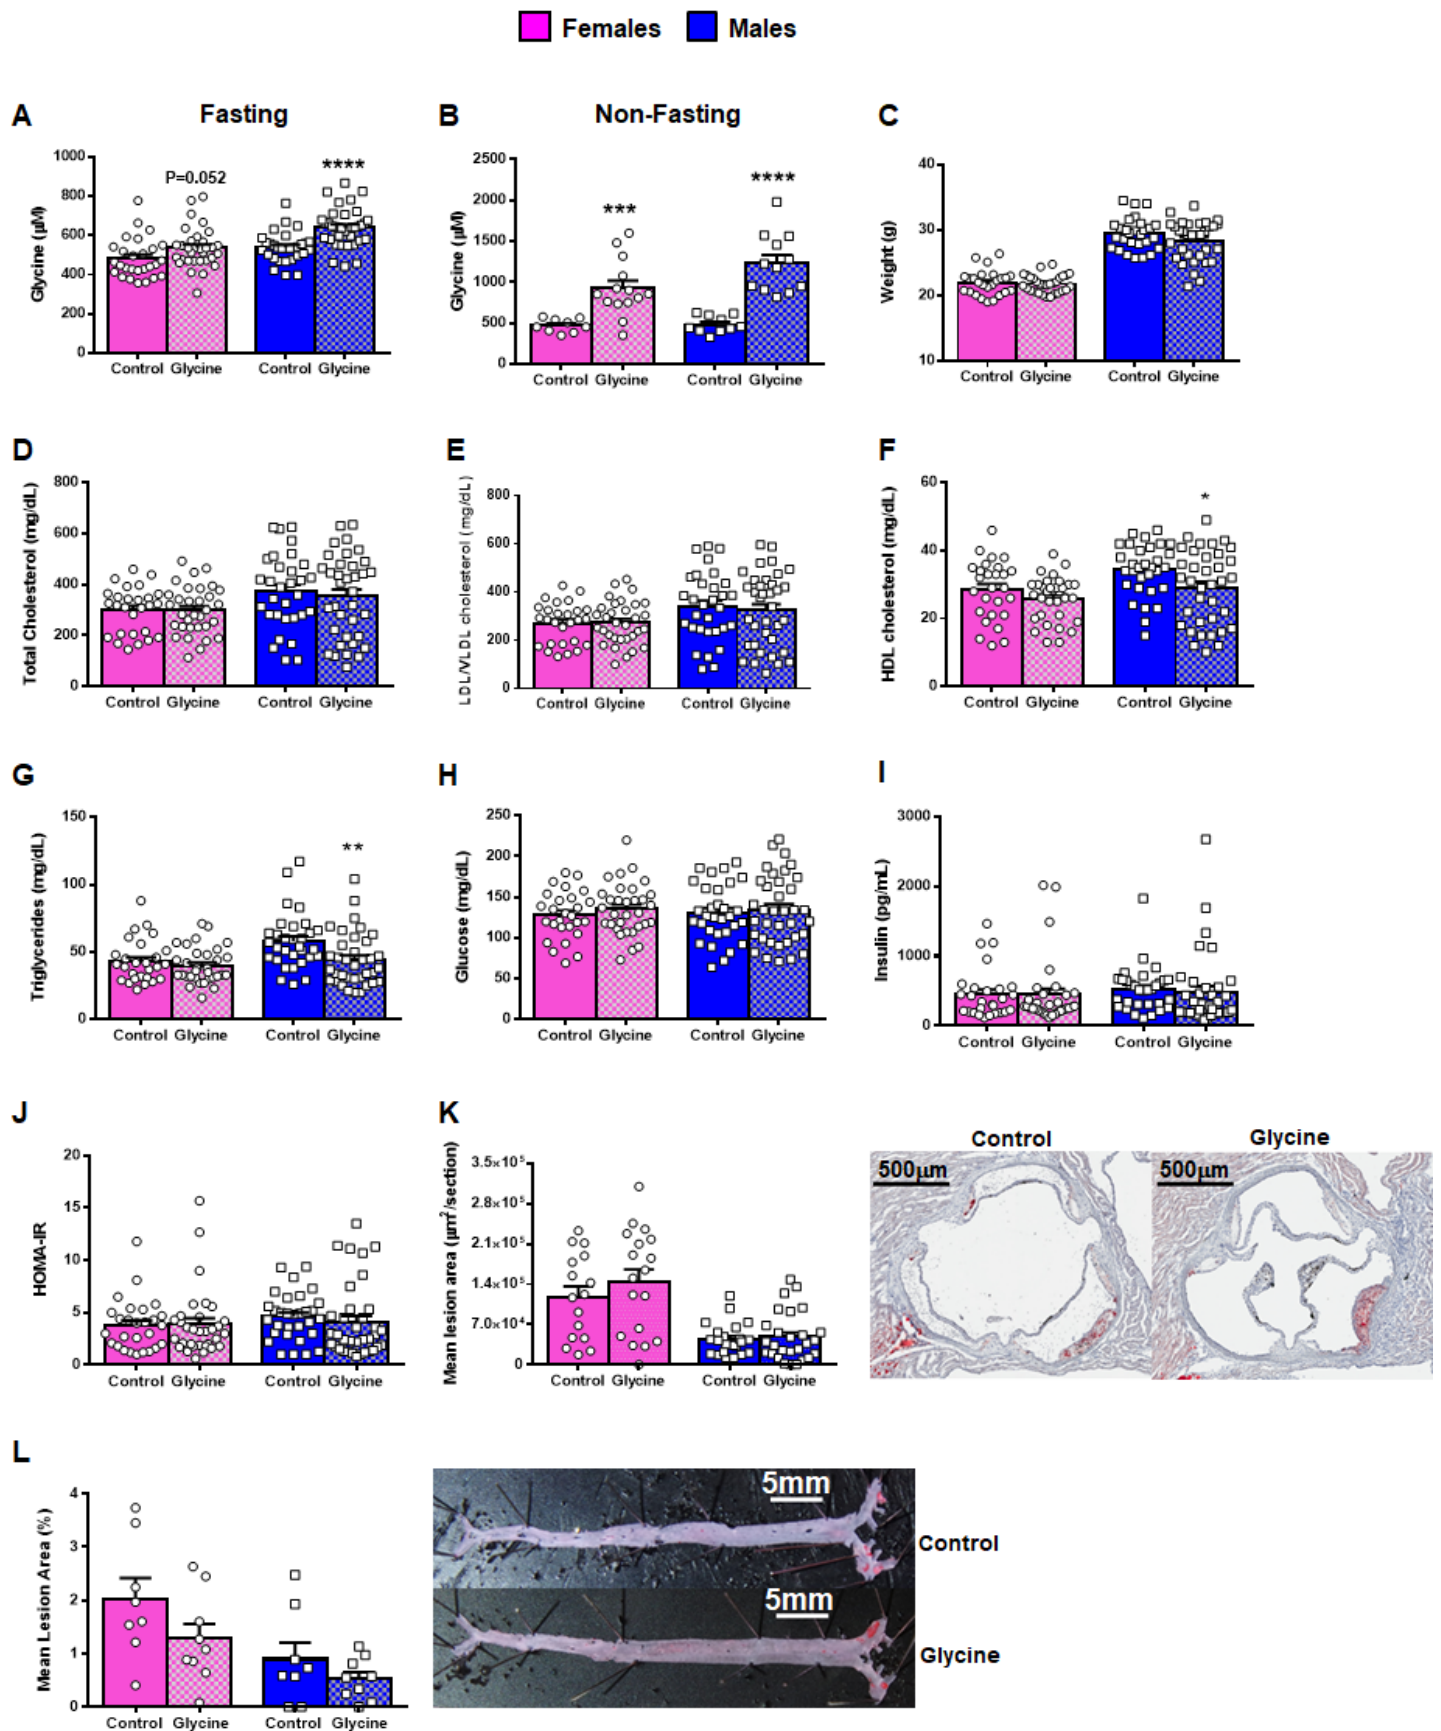 Females Males
A Fasting
Glycine (µM)
1000
800
600
400
200
0
P=0.052
****
Control Glycine Control Glycine
B Non-Fasting
Glycine (µM)
2500
2000
1500
1000
500
0
***
****
Control Glycine Control Glycine
C
Weight (g)
40
30
20
10
Control Glycine Control Glycine
D
Total Cholesterol (mg/dL)
800
600
400
200
0
Control Glycine Control Glycine
E
LDL/VLDL cholesterol (mg/dL)
800
600
400
200
0
Control Glycine Control Glycine
F
HDL cholesterol (mg/dL)
60
40
20
0
*
Control Glycine Control Glycine
G
Triglycerides (mg/dL)
150
100
50
0
**
Control Glycine Control Glycine
H
Glucose (mg/dL)
250
200
150
100
50
0
Control Glycine Control Glycine
I
Insulin (pg/mL)
3000
2000
1000
0
Control Glycine Control Glycine
J
HOMA-IR
20
15
10
5
0
Control Glycine Control Glycine
K
Mean lesion area (µm²/section)
3.5×10⁵
2.8×10⁵
2.1×10⁵
1.4×10⁵
7.0×10⁴
0
Control Glycine Control Glycine
Control Glycine
500µm 500µm
L
Mean Lesion Area (%)
4
3
2
1
0
Control Glycine Control Glycine
5mm
Control
5mm
Glycine